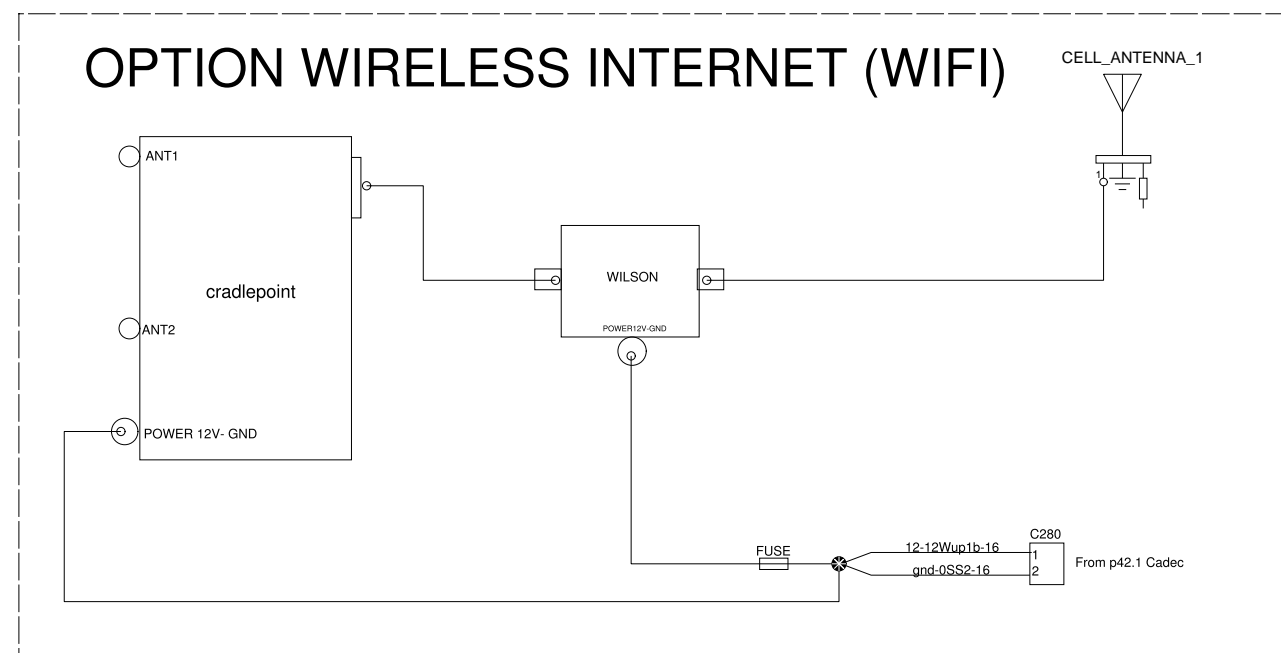 OPTION WIRELESS INTERNET (WIFI)
CELL_ANTENNA_1
ANT1
1
WILSON
cradlepoint
POWER12V-GND
ANT2
POWER 12V- GND
C280
FUSE
12-12Wup1b-16
1
From p42.1 Cadec
gnd-0SS2-16
2